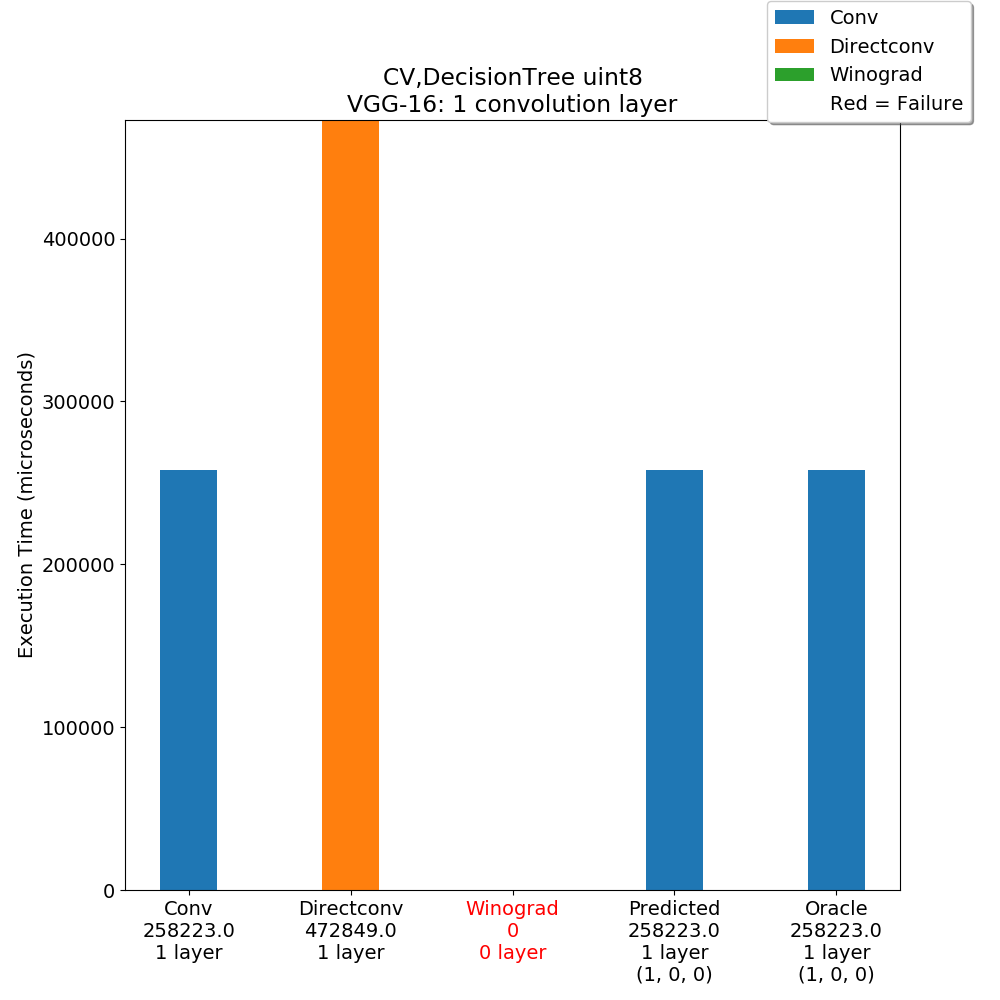 Conv
Directconv
Winograd
Red = Failure
CV,DecisionTree uint8
VGG-16: 1 convolution layer
Execution Time (microseconds)
400000
300000
200000
100000
0
Conv
258223.0
1 layer
Directconv
472849.0
1 layer
Winograd
0
0 layer
Predicted
258223.0
1 layer
(1, 0, 0)
Oracle
258223.0
1 layer
(1, 0, 0)